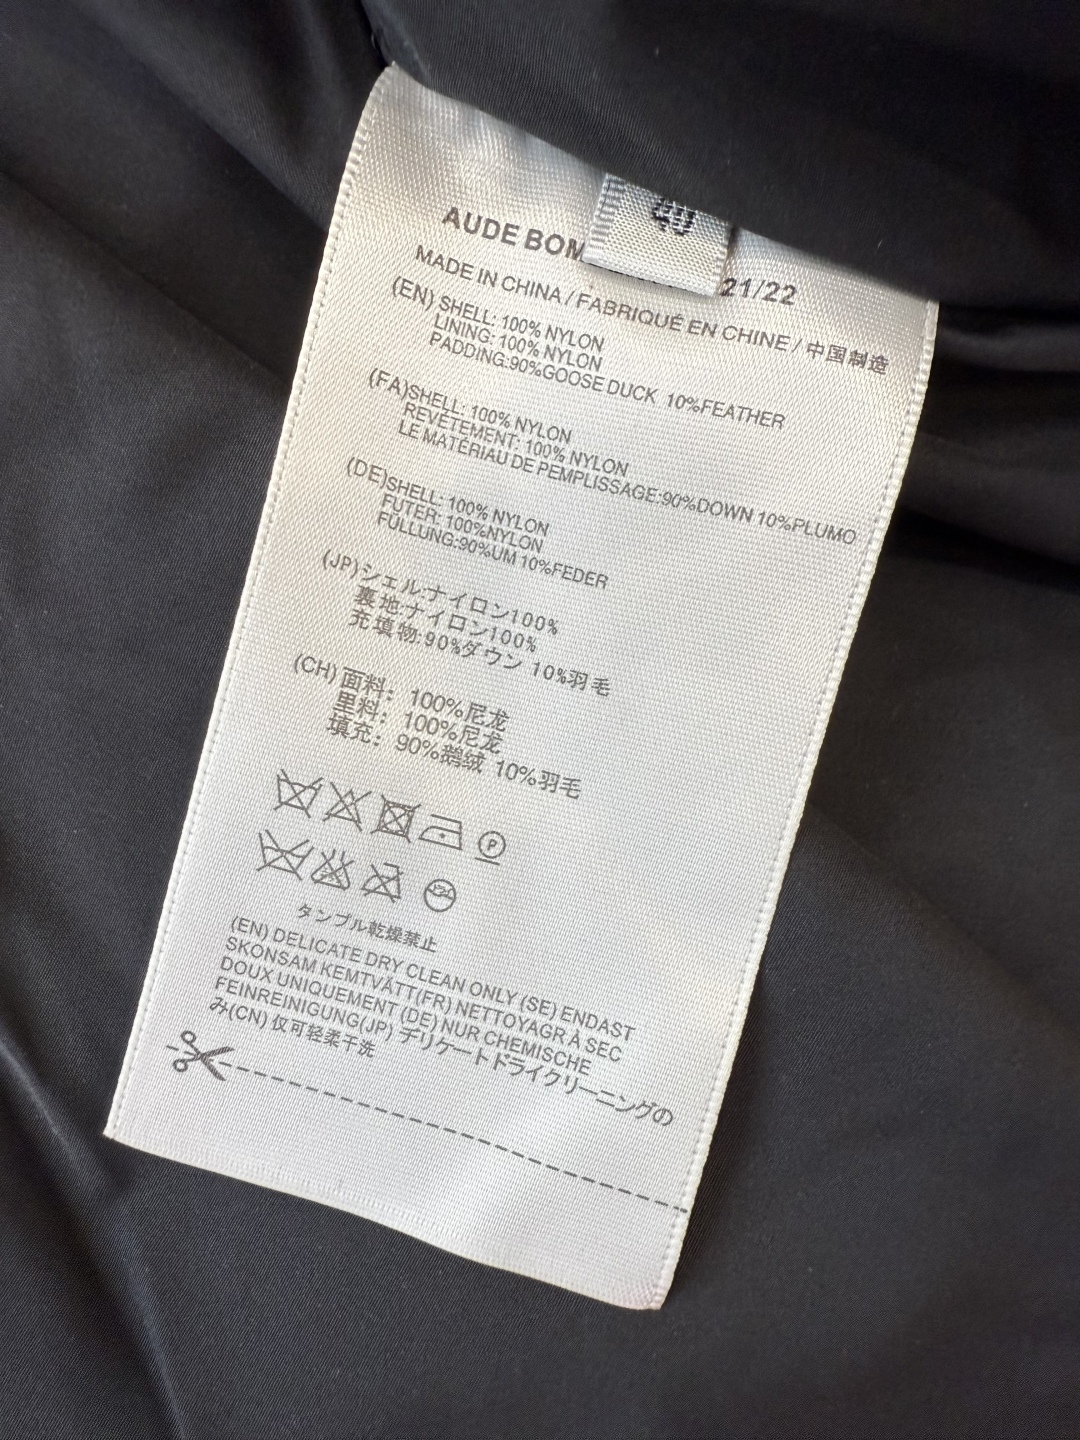 40
AUDE BOM 21/22
MADE IN CHINA / FABRIQUÉ EN CHINE / 中国制造
(EN) SHELL: 100% NYLON
LINING: 100% NYLON
PADDING:90%GOOSE DUCK 10%FEATHER
(FA)SHELL: 100% NYLON
REVÊTEMENT: 100% NYLON
LE MATÉRIAU DE PEMPLISSAGE:90%DOWN 10%PLUMO
(DE)SHELL: 100% NYLON
FUTER: 100%NYLON
FÜLLUNG:90%UM 10%FEDER
(JP)シェル:ナイロン100%
裏地:ナイロン100%
充填物:90%ダウン 10%羽毛
(CH)面料：100%尼龙
里料：100%尼龙
填充：90%鹅绒 10%羽毛
P
タンブル乾燥禁止
(EN) DELICATE DRY CLEAN ONLY (SE) ENDAST
SKONSAM KEMTVÄTT(FR) NETTOYAGR À SEC
DOUX UNIQUEMENT (DE) NUR CHEMISCHE
FEINREINIGUNG(JP) デリケートドライクリーニングの
み(CN) 仅可轻柔干洗